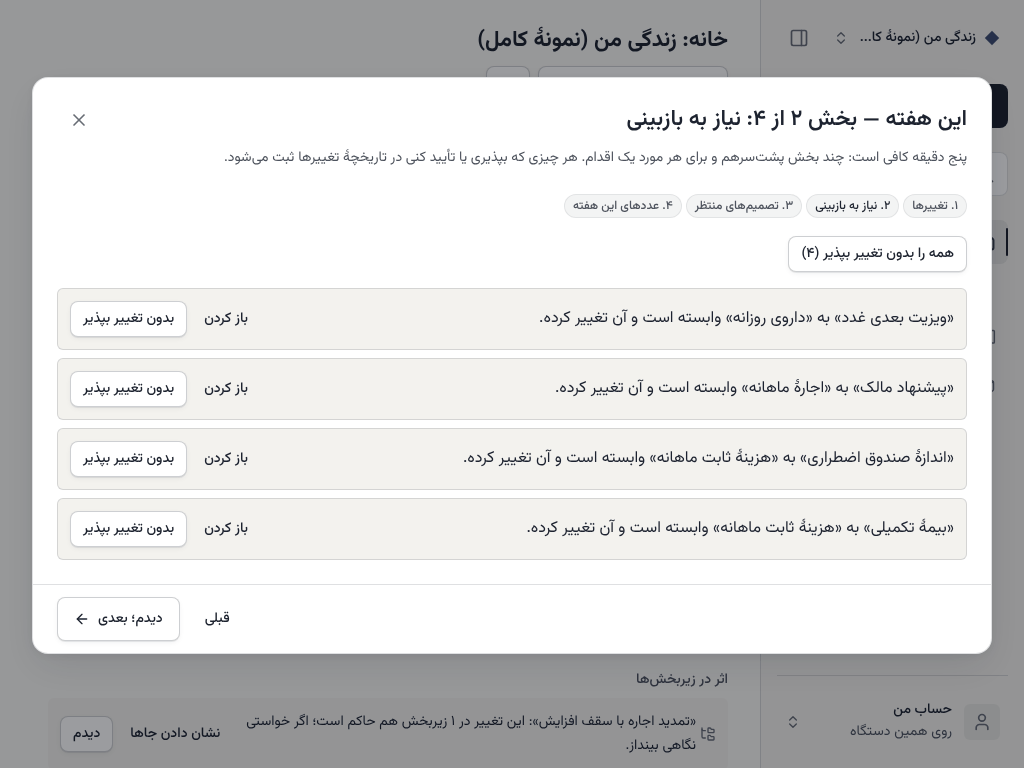 زندگی من (نمونهٔ کا...
خانه: زندگی من (نمونهٔ کامل)
این هفته — بخش ۲ از ۴: نیاز به بازبینی
پنج دقیقه کافی است: چند بخش پشت‌سرهم و برای هر مورد یک اقدام. هر چیزی که بپذیری یا تأیید کنی در تاریخچهٔ تغییرها ثبت می‌شود.
۱. تغییرها
۲. نیاز به بازبینی
۳. تصمیم‌های منتظر
۴. عددهای این هفته
همه را بدون تغییر بپذیر (۴)
«ویزیت بعدی غدد» به «داروی روزانه» وابسته است و آن تغییر کرده.
باز کردن
بدون تغییر بپذیر
«پیشنهاد مالک» به «اجارهٔ ماهانه» وابسته است و آن تغییر کرده.
باز کردن
بدون تغییر بپذیر
«اندازهٔ صندوق اضطراری» به «هزینهٔ ثابت ماهانه» وابسته است و آن تغییر کرده.
باز کردن
بدون تغییر بپذیر
«بیمهٔ تکمیلی» به «هزینهٔ ثابت ماهانه» وابسته است و آن تغییر کرده.
باز کردن
بدون تغییر بپذیر
قبلی
دیدم؛ بعدی
اثر در زیربخش‌ها
«تمدید اجاره با سقف افزایش»: این تغییر در ۱ زیربخش هم حاکم است؛ اگر خواستی
نگاهی بینداز.
نشان دادن جاها
دیدم
حساب من
روی همین دستگاه